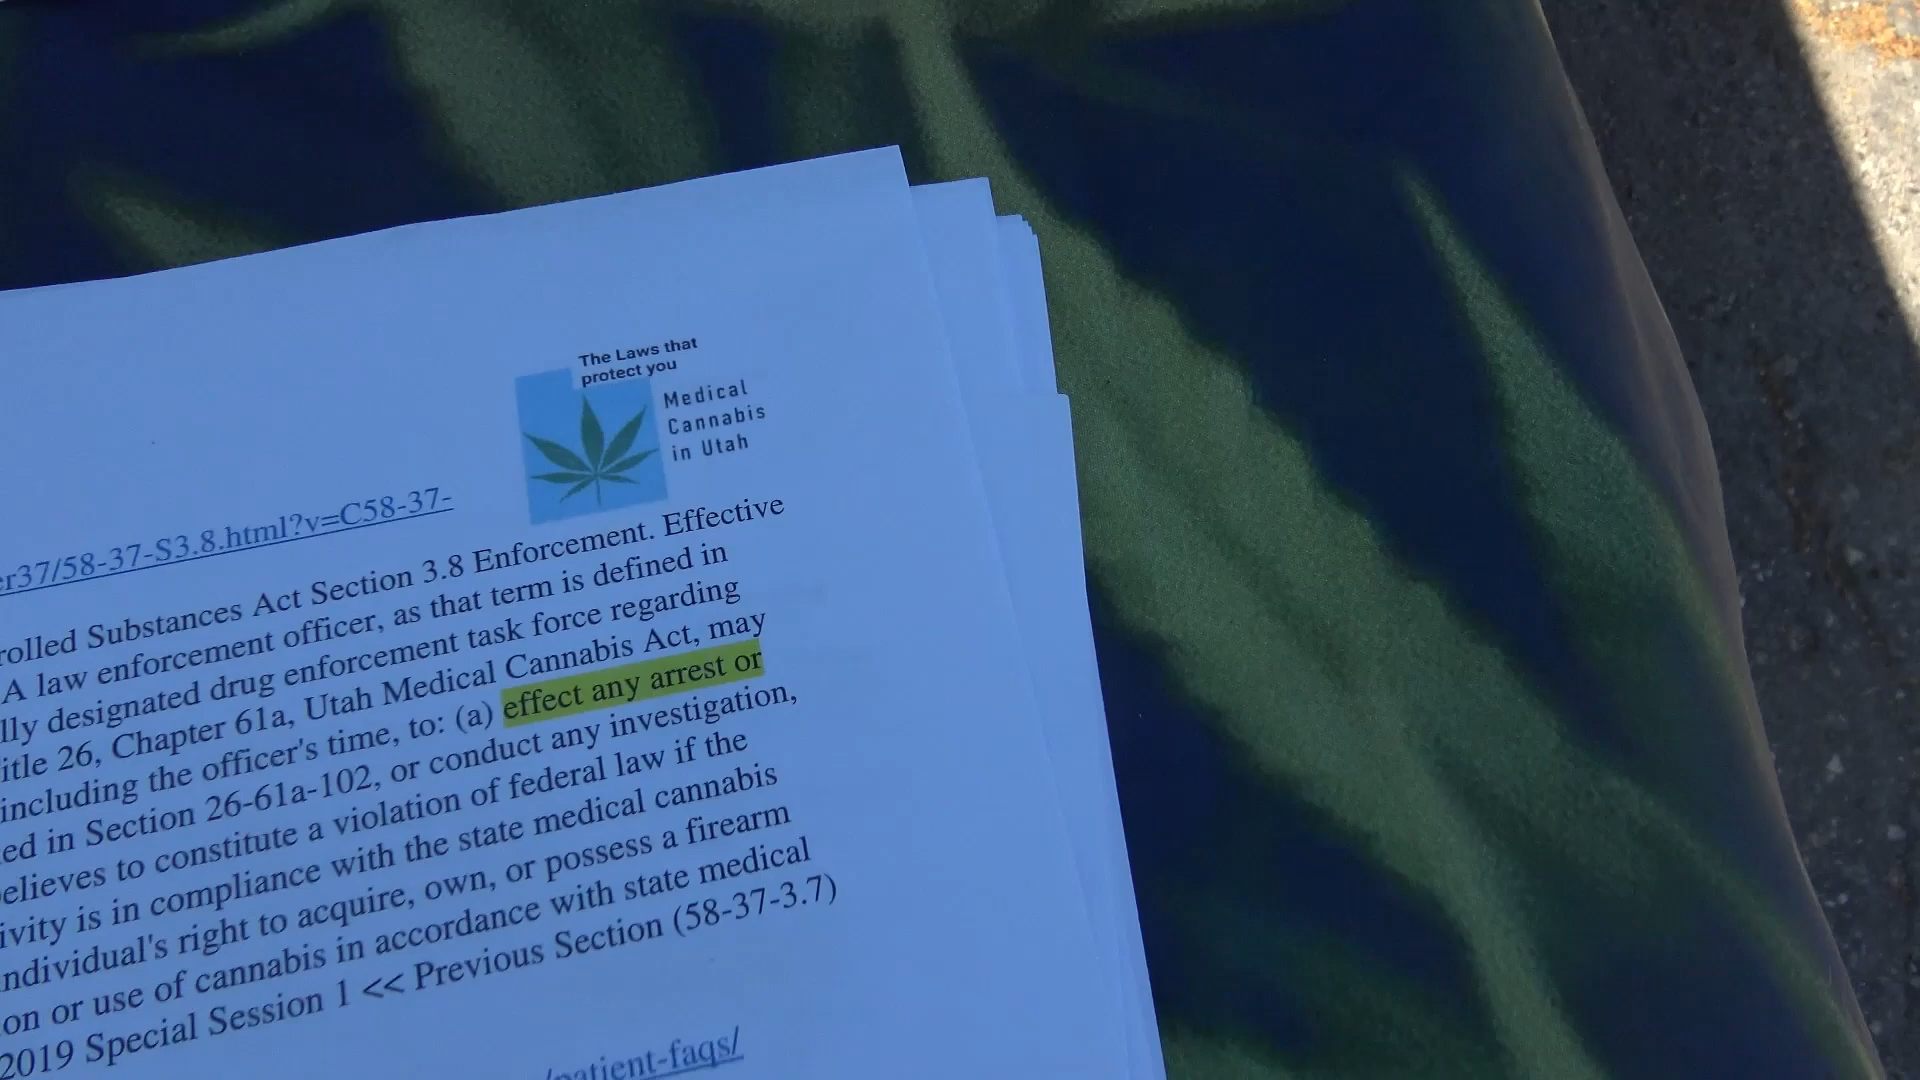 The Laws that
protect you
Medical
Cannabis
in Utah
er37/58-37-S3.8.html?v=C58-37-
rolled Substances Act Section 3.8 Enforcement. Effective
A law enforcement officer, as that term is defined in
lly designated drug enforcement task force regarding
itle 26, Chapter 61a, Utah Medical Cannabis Act, may
including the officer's time, to: (a) effect any arrest or
ed in Section 26-61a-102, or conduct any investigation,
elieves to constitute a violation of federal law if the
ivity is in compliance with the state medical cannabis
ndividual's right to acquire, own, or possess a firearm
on or use of cannabis in accordance with state medical
2019 Special Session 1 << Previous Section (58-37-3.7)
/patient-faqs/